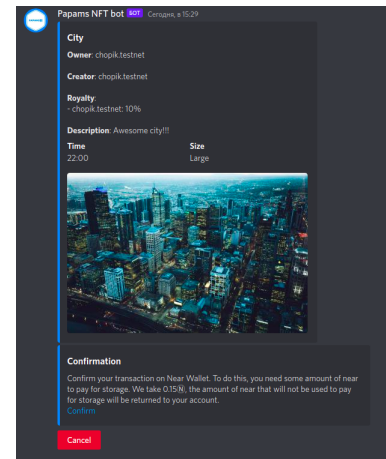 Papams NFT bot БОТ Сегодня, в 15:29
City
Owner: chopik.testnet
Creator: chopik.testnet
Royalty:
- chopik.testnet: 10%
Description: Awesome city!!!
Time Size
22:00 Large
Confirmation
Confirm your transaction on Near Wallet. To do this, you need some amount of near
to pay for storage. We take 0.15Ⓝ, the amount of near that will not be used to pay
for storage will be returned to your account.
Confirm
Cancel